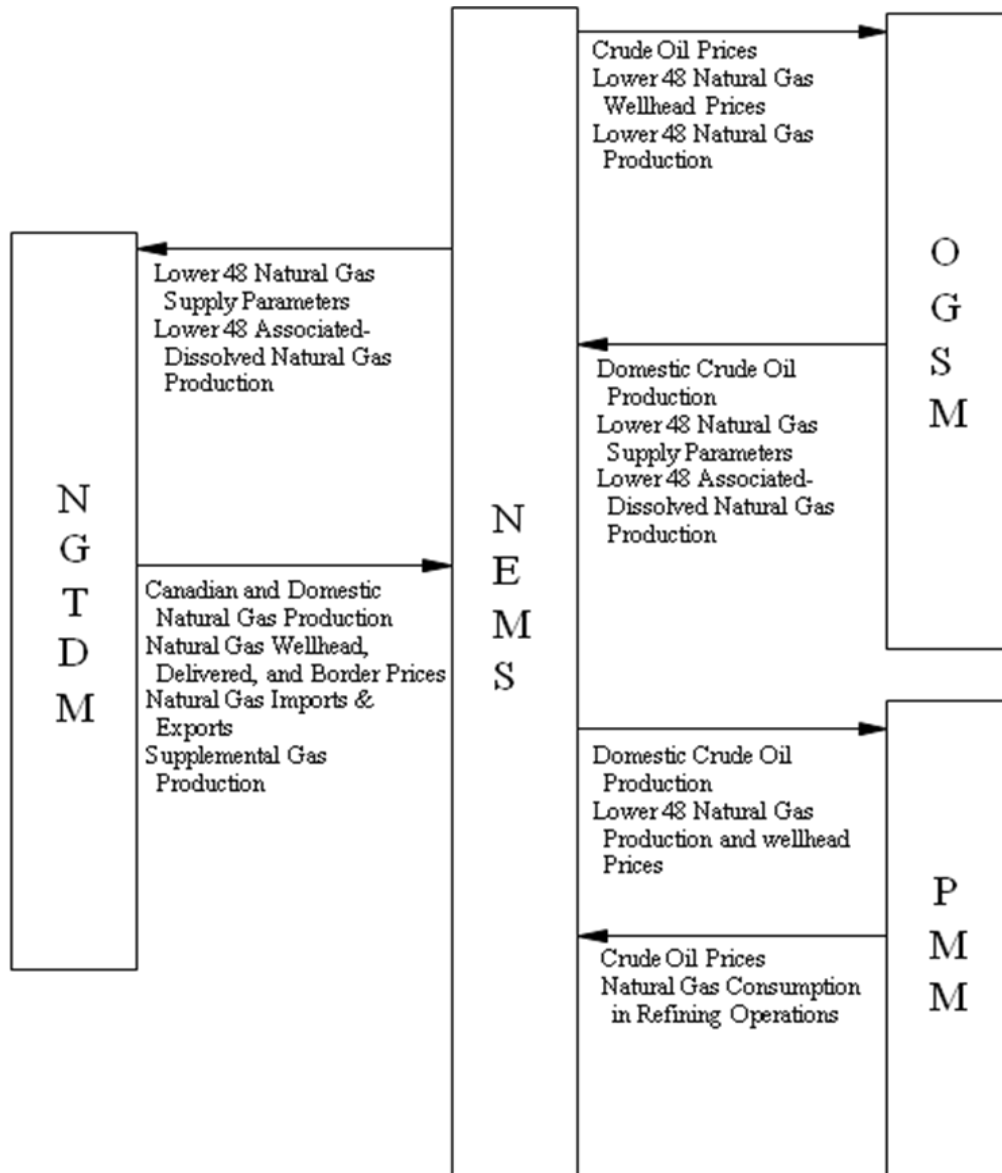 Crude Oil Prices
Lower 48 Natural Gas
Wellhead Prices
Lower 48 Natural Gas
Production
OGSM
Lower 48 Natural Gas
Supply Parameters
Lower 48 Associated-
Dissolved Natural Gas
Production
Domestic Crude Oil
Production
Lower 48 Natural Gas
Supply Parameters
Lower 48 Associated-
Dissolved Natural Gas
Production
NGTDM
NEMS
Canadian and Domestic
Natural Gas Production
Natural Gas Wellhead,
Delivered, and Border Prices
Natural Gas Imports &
Exports
Supplemental Gas
Production
Domestic Crude Oil
Production
Lower 48 Natural Gas
Production and wellhead
Prices
PMM
Crude Oil Prices
Natural Gas Consumption
in Refining Operations